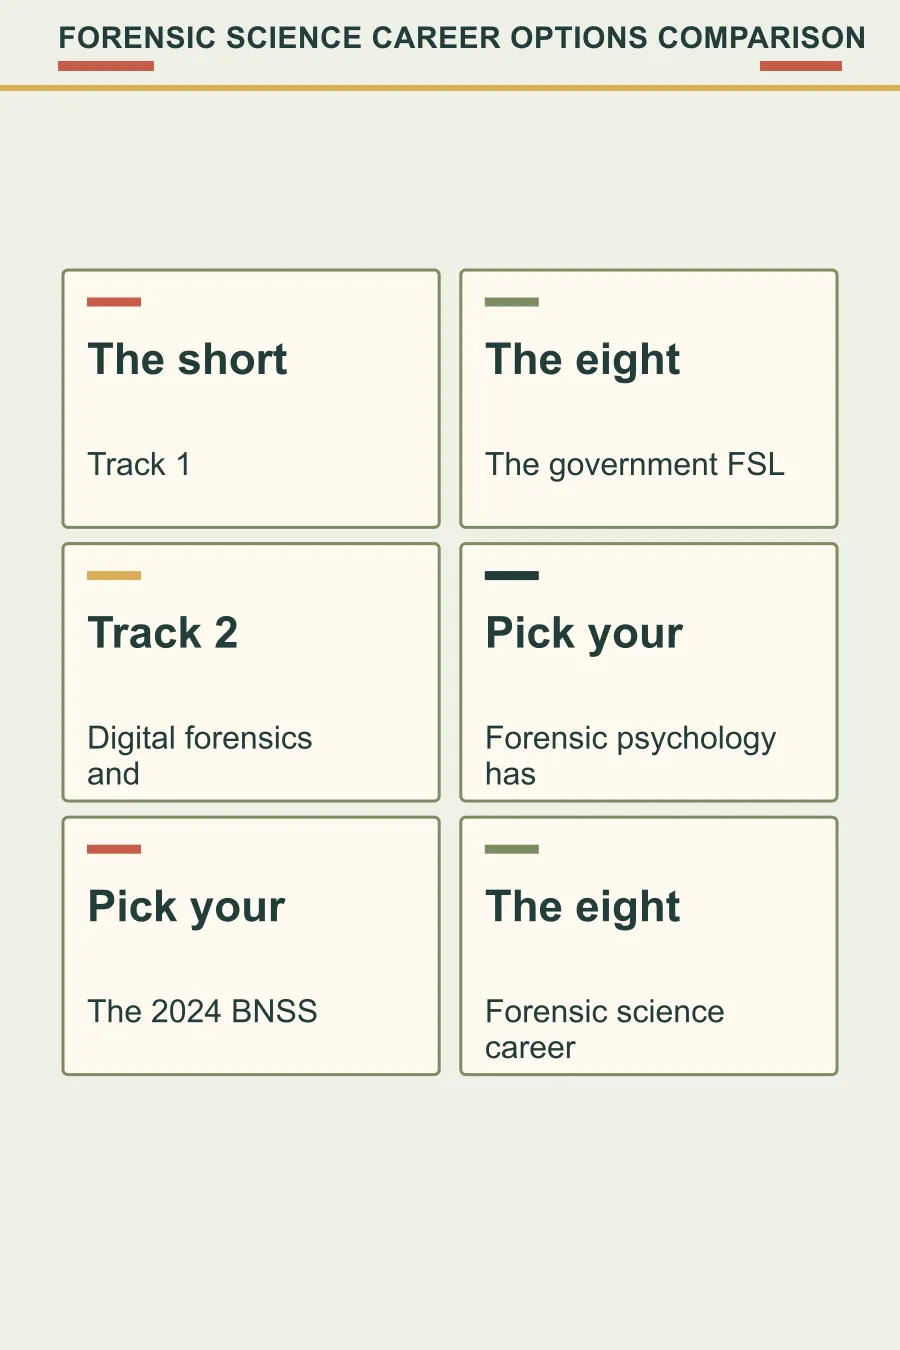 FORENSIC SCIENCE CAREER OPTIONS COMPARISON
The short
Track 1
The eight
The government FSL
Track 2
Digital forensics
and
Pick your
Forensic psychology
has
Pick your
The 2024 BNSS
The eight
Forensic science
career